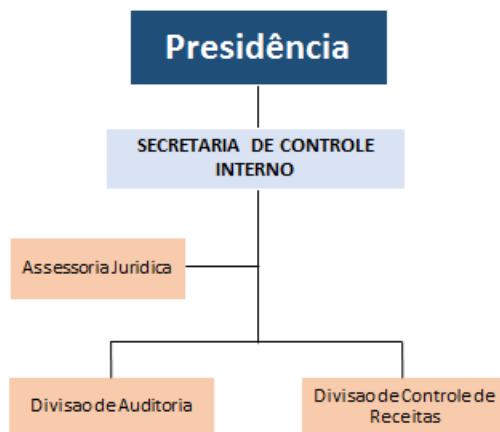 Presidência
SECRETARIA DE CONTROLE
INTERNO
Assessoria Juridica
Divisao de Auditoria
Divisao de Controle de
Receitas